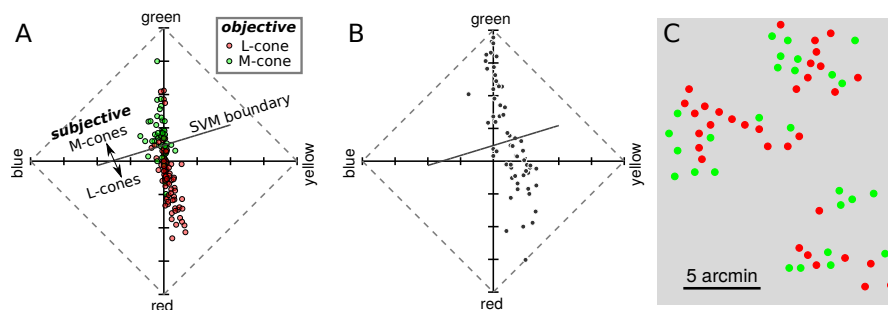 A
green
objective
L-cone
M-cone
subjective
M-cones
SVM boundary
L-cones
blue
yellow
red
B
green
blue
yellow
red
C
5 arcmin